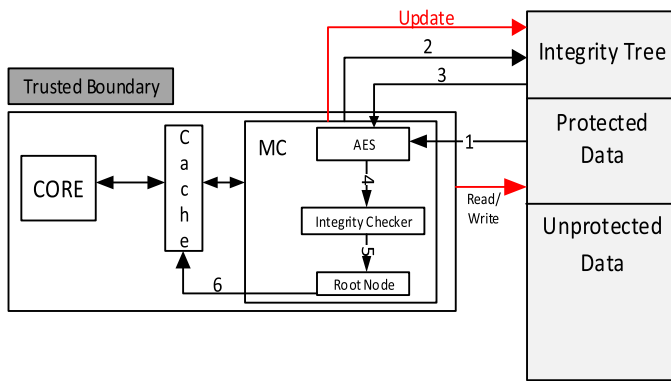 Update
2
3
Integrity Tree
Trusted Boundary
Protected
Data
1
MC
AES
C
a
c
h
e
CORE
4
Read/
Write
Integrity Checker
Unprotected
Data
5
Root Node
6